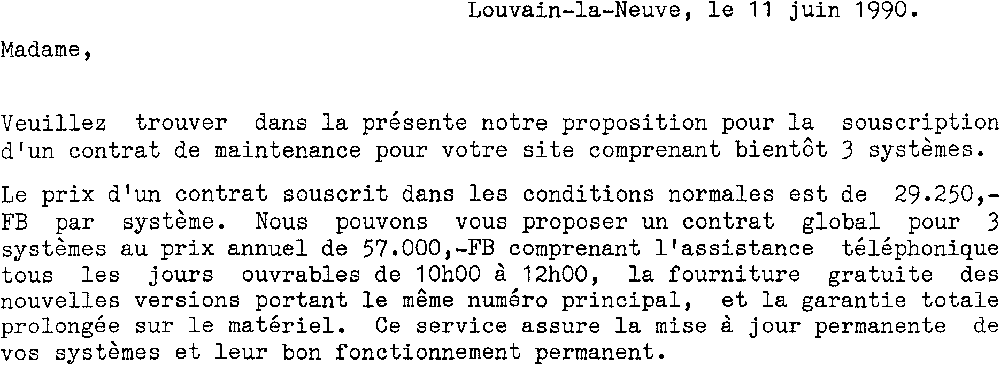 Louvain-la-Neuve, le 11 juin 1990.
Madame,
Veuillez trouver dans la présente notre proposition pour la souscription
d'un contrat de maintenance pour votre site comprenant bientôt 3 systèmes.
Le prix d'un contrat souscrit dans les conditions normales est de 29.250,-
FB par système. Nous pouvons vous proposer un contrat global pour 3
systèmes au prix annuel de 57.000,-FB comprenant l'assistance téléphonique
tous les jours ouvrables de 10h00 à 12h00, la fourniture gratuite des
nouvelles versions portant le même numéro principal, et la garantie totale
prolongée sur le matériel. Ce service assure la mise à jour permanente de
vos systèmes et leur bon fonctionnement permanent.